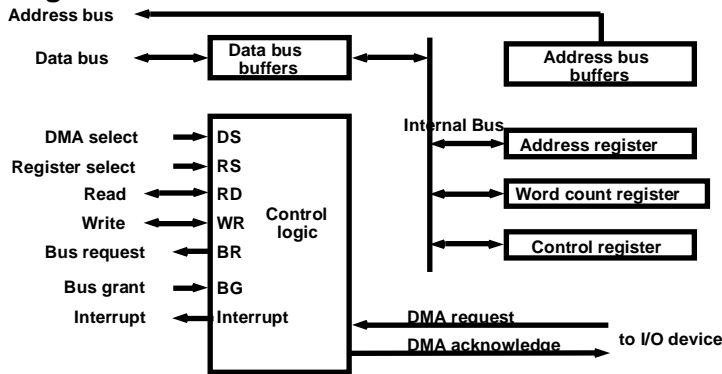 Address bus
Data bus
Data bus
buffers
Address bus
buffers
Internal Bus
DMA select
DS
Address register
Register select
RS
Read
RD
Word count register
Write
WR
Control
logic
Bus request
BR
Control register
Bus grant
BG
Interrupt
Interrupt
DMA request
DMA acknowledge
to I/O device